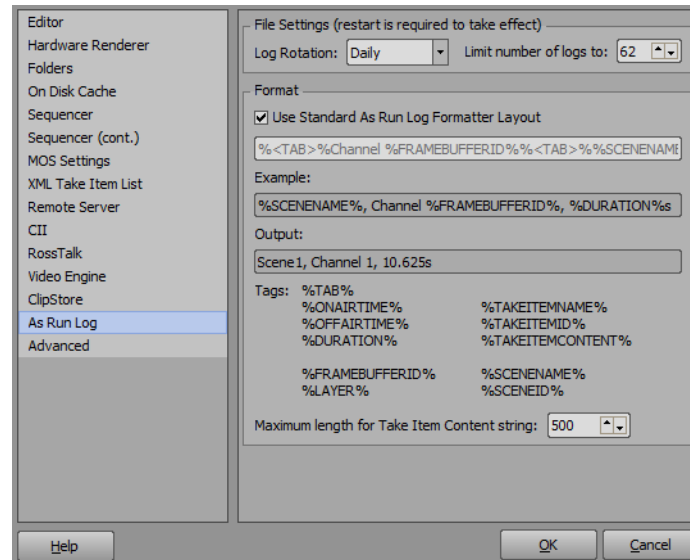 Editor
Hardware Renderer
Folders
On Disk Cache
Sequencer
Sequencer (cont.)
MOS Settings
XML Take Item List
Remote Server
CII
RossTalk
Video Engine
ClipStore
As Run Log
Advanced
File Settings (restart is required to take effect)
Log Rotation: Daily Limit number of logs to: 62
Format
Use Standard As Run Log Formatter Layout
%<TAB>%Channel %FRAMEBUFFERID%%<TAB>%%SCENENAME
Example:
%SCENENAME%, Channel %FRAMEBUFFERID%, %DURATION%s
Output:
Scene1, Channel 1, 10.625s
Tags: %TAB%
%ONAIRTIME% %TAKEITEMNAME%
%OFFAIRTIME% %TAKEITEMID%
%DURATION% %TAKEITEMCONTENT%
%FRAMEBUFFERID% %SCENENAME%
%LAYER% %SCENEID%
Maximum length for Take Item Content string: 500
Help OK Cancel